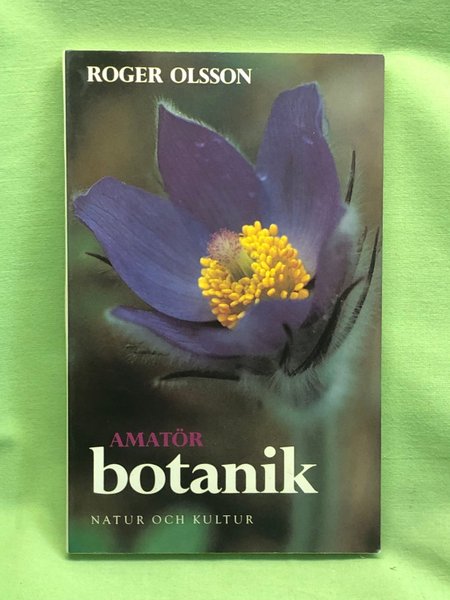 ROGER OLSSON
AMATÖR
botanik
NATUR OCH KULTUR